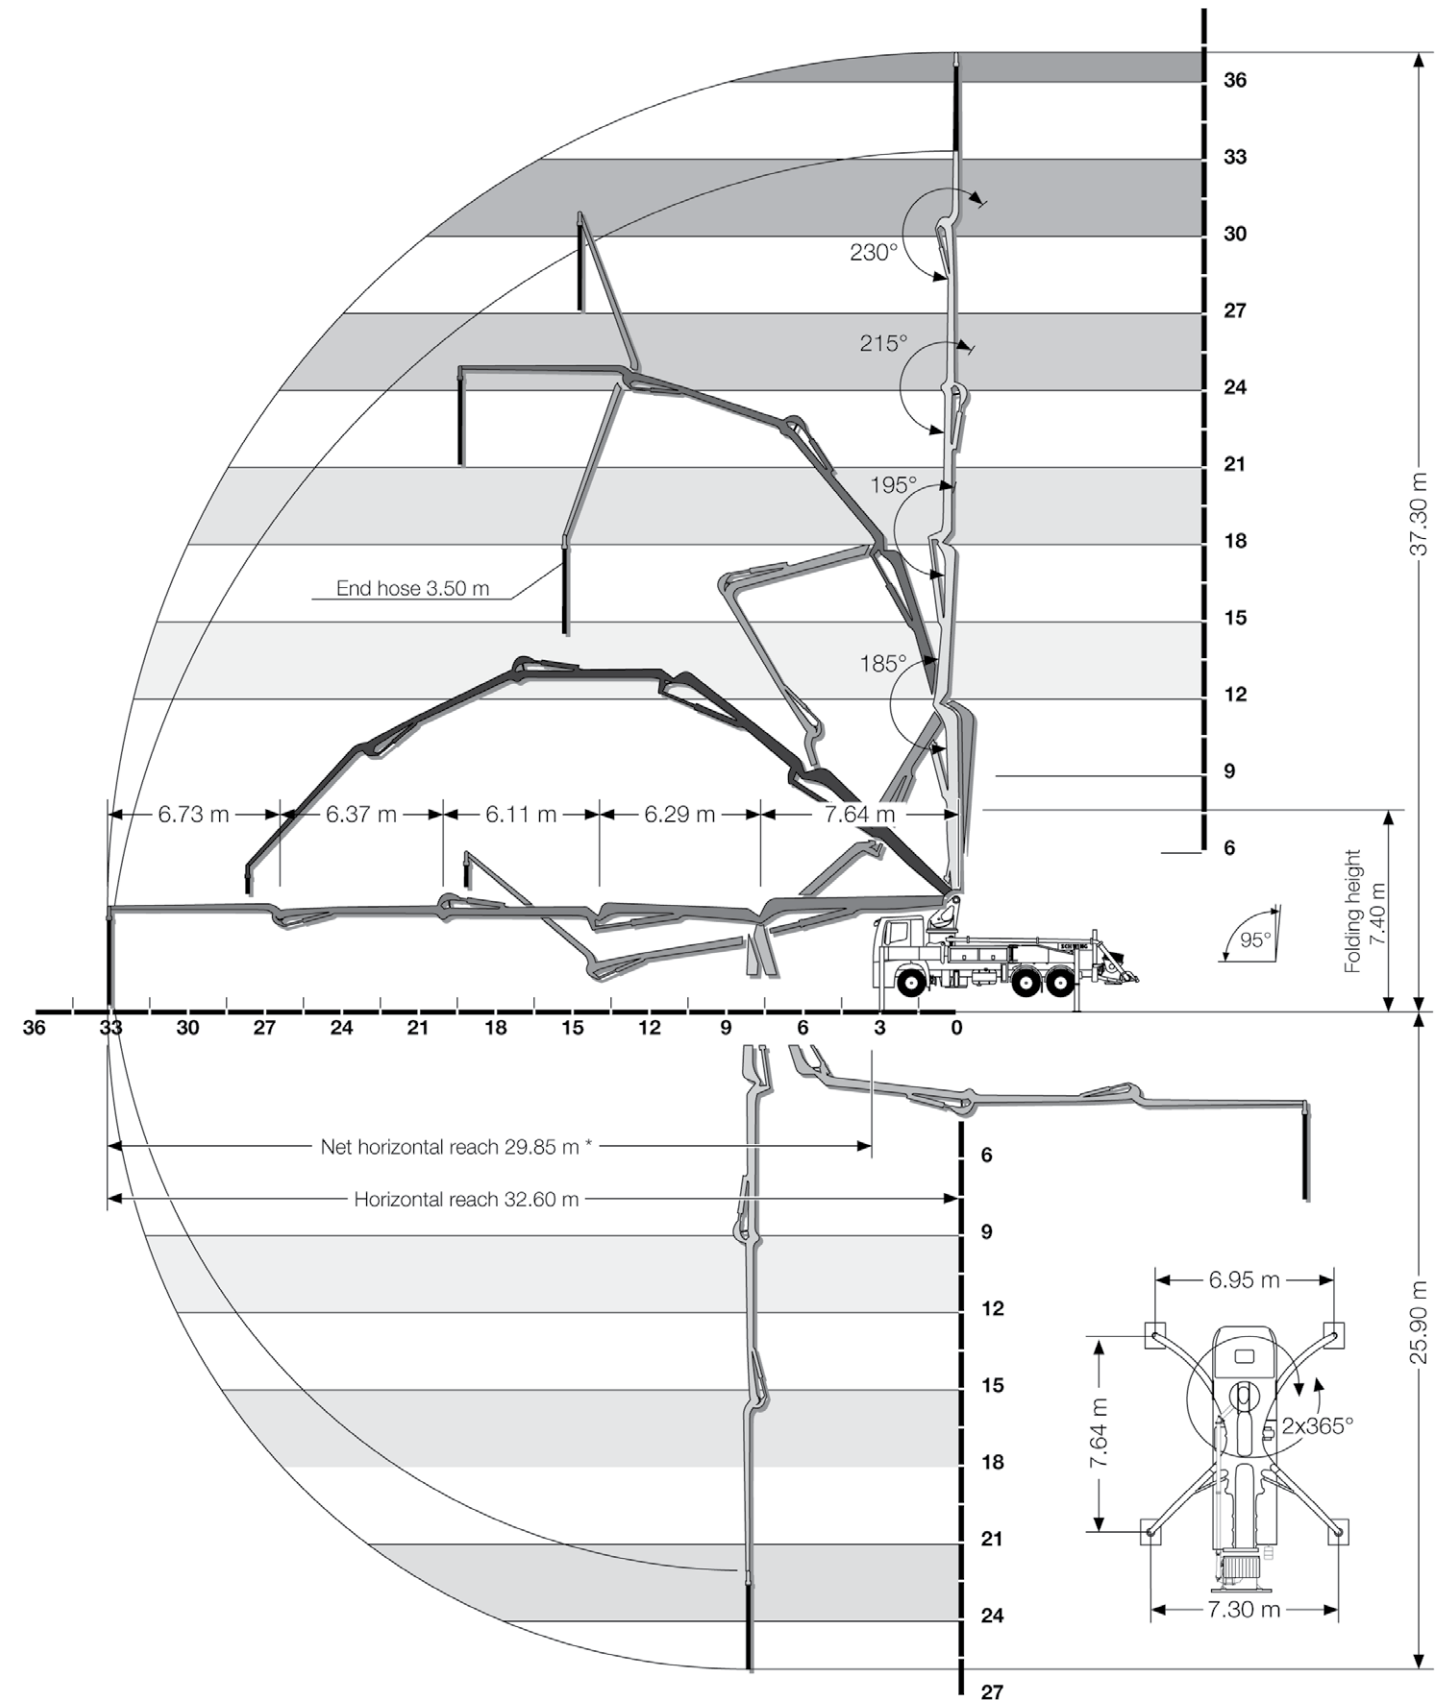 36
33
30
230°
27
215°
24
21
195°
37.30 m
18
End hose 3.50 m
15
185°
12
9
6.73 m
6.37 m
6.11 m
6.29 m
7.64 m
6
Folding height
7.40 m
95°
SCHWING
36
33
30
27
24
21
18
15
12
9
6
3
0
Net horizontal reach 29.85 m *
6
Horizontal reach 32.60 m
9
6.95 m
12
25.90 m
15
7.64 m
2x365°
18
21
24
7.30 m
27